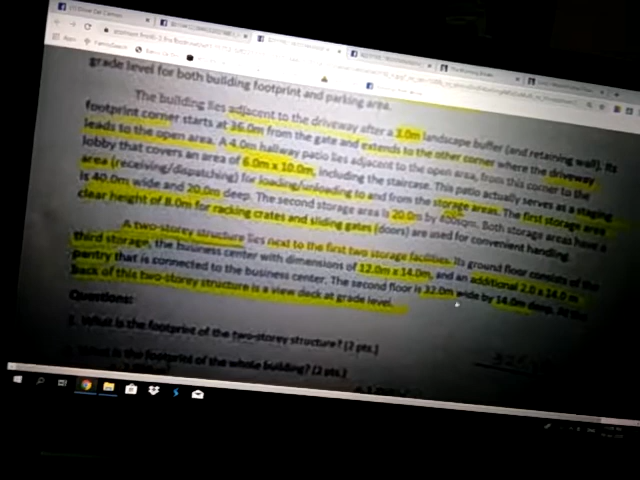 grade level for both building footprint and parking area.
The building lies adjacent to the driveway after a 1.0m landscape buffer (and retaining wall). Its
footprint corner starts at 36.0m from the gate and extends to the other corner where the driveway
leads to the open area. A 4.0m hallway patio lies adjacent to the open area, from this corner to the
lobby that covers an area of 6.0m x 10.0m, including the staircase. This patio actually serves as a staging
area (receiving/dispatching) for loading/unloading to and from the storage areas. The first storage area
is 40.0m wide and 20.0m deep. The second storage area is 20.0m by Both storage areas have a
clear height of 8.0m for racking crates and sliding gates (doors) are used for convenient handling.
A two-storey structure lies next to the first two storage facilities. Its ground floor consists of the
third storage, the business center with dimensions of 12.0m x 14.0m, and an additional 2.0 x 14.0 m
pantry that is connected to the business center. The second floor is 32.0m wide by 14.0m deep. At the
back of this two-storey structure is a view deck at grade level.
Questions:
What is the footprint of the two-storey structure? (2 pts.)
What is the footprint of the whole building? (2 pts.)